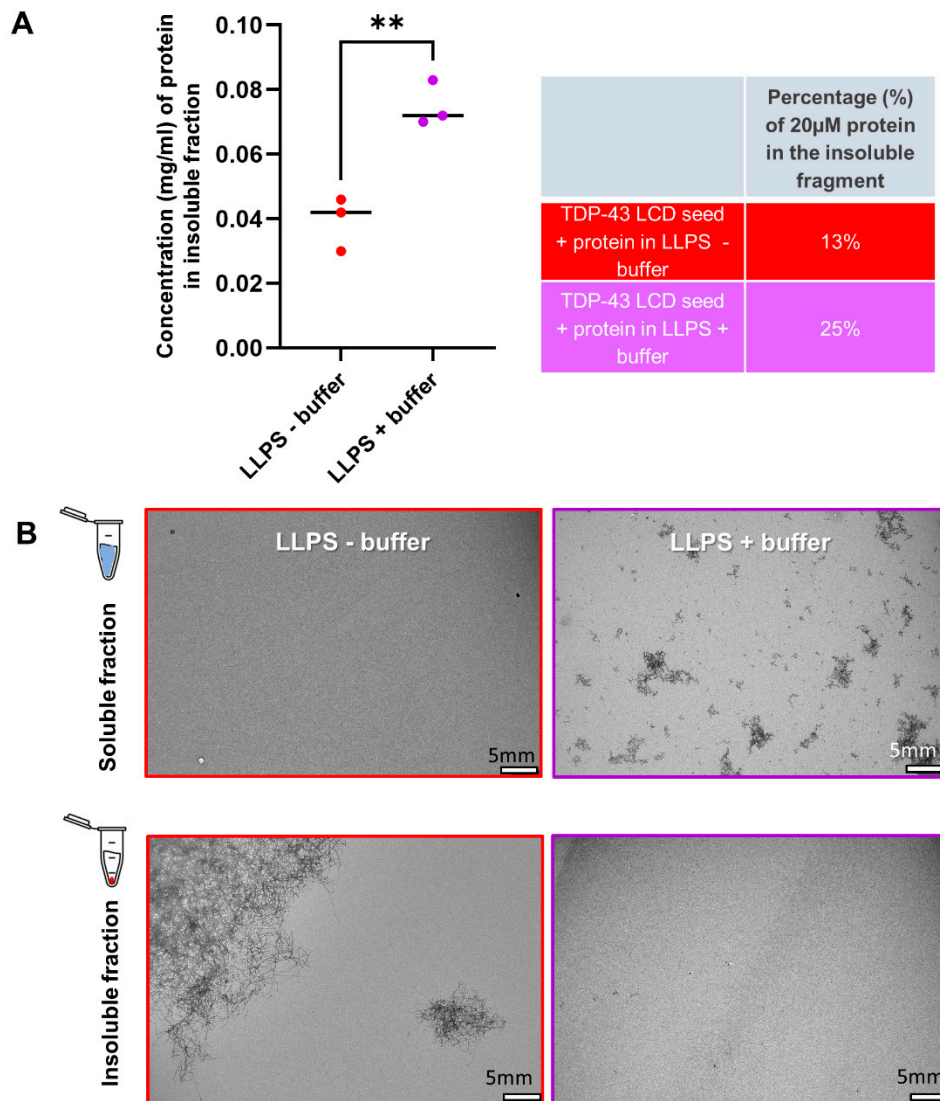 A
Concentration (mg/ml) of protein
in insoluble fraction
0.10
0.08
0.06
0.04
0.02
0.00
**
LLPS - buffer
LLPS + buffer
Percentage (%)
of 20µM protein
in the insoluble
fragment
TDP-43 LCD seed
+ protein in LLPS -
buffer
13%
TDP-43 LCD seed
+ protein in LLPS +
buffer
25%
B
Soluble fraction
LLPS - buffer
5mm
LLPS + buffer
5mm
Insoluble fraction
5mm
5mm